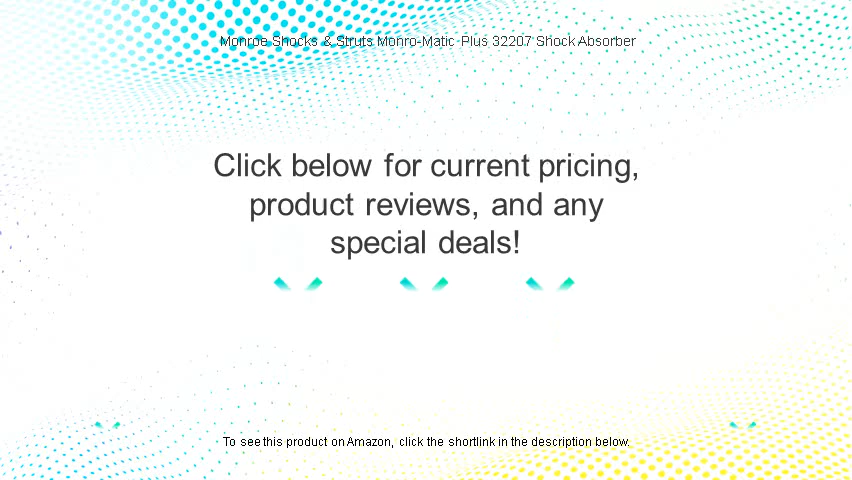 Monroe Shocks & Struts Monro-Matic Plus 32207 Shock Absorber
Click below for current pricing,
product reviews, and any
special deals!
To see this product on Amazon, click the shortlink in the description below.